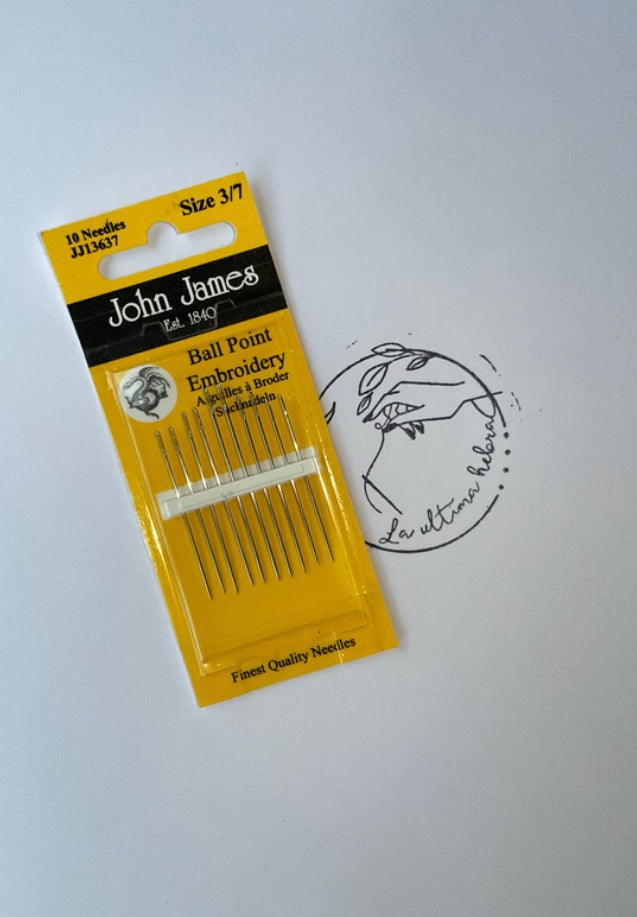 Size 3/7
10 Needles
JJ13637
John James
Est. 1840
Ball Point
Embroidery
Aiguilles à Broder
Sticknadeln
Finest Quality Needles
La ultima hebra